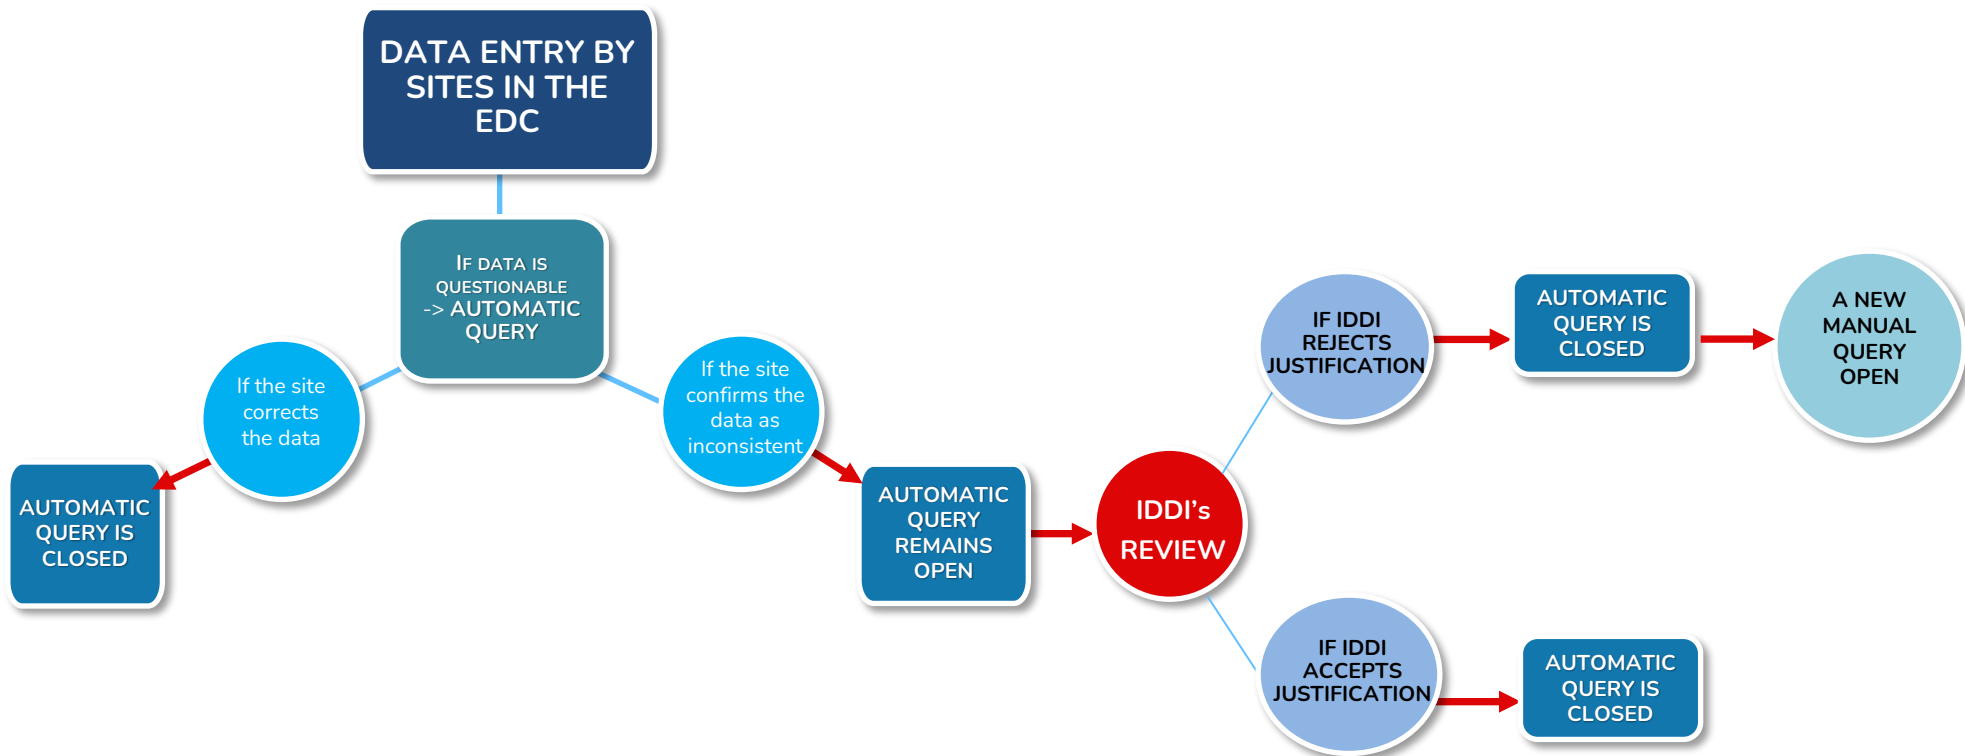 DATA ENTRY BY
SITES IN THE
EDC
IF DATA IS
QUESTIONABLE
-> AUTOMATIC
QUERY
If the site
corrects
the data
If the site
confirms the
data as
inconsistent
AUTOMATIC
QUERY IS
CLOSED
AUTOMATIC
QUERY
REMAINS
OPEN
IDDI's
REVIEW
IF IDDI
REJECTS
JUSTIFICATION
AUTOMATIC
QUERY IS
CLOSED
A NEW
MANUAL
QUERY
OPEN
IF IDDI
ACCEPTS
JUSTIFICATION
AUTOMATIC
QUERY IS
CLOSED